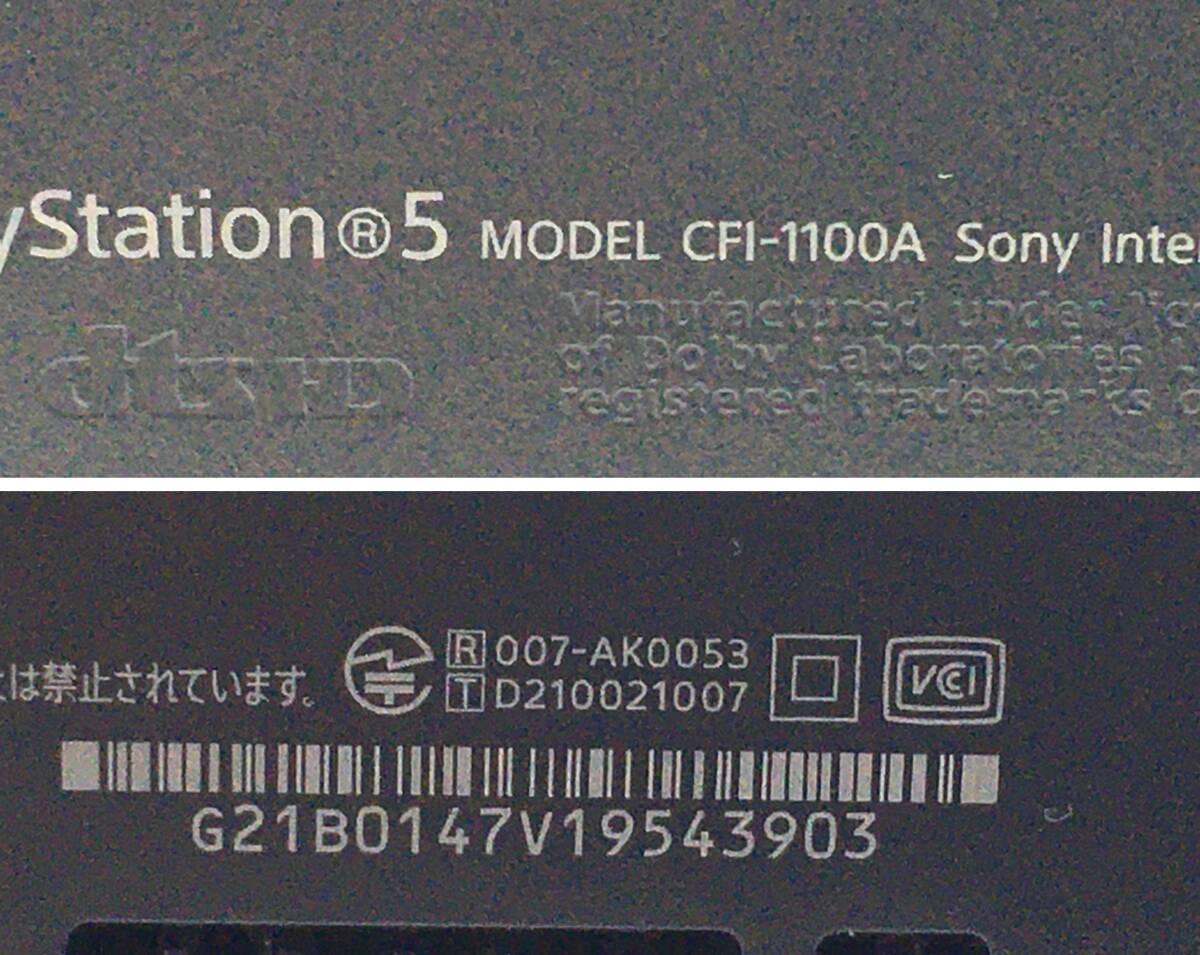 yStation®5 MODEL CFI-1100A Sony Inte
Manufactured under lic
dts HD
of Dolby Laboratories
registered trademarks
は禁止されています。
R 007-AK0053
T D210021007
VCI
G21B0147V19543903